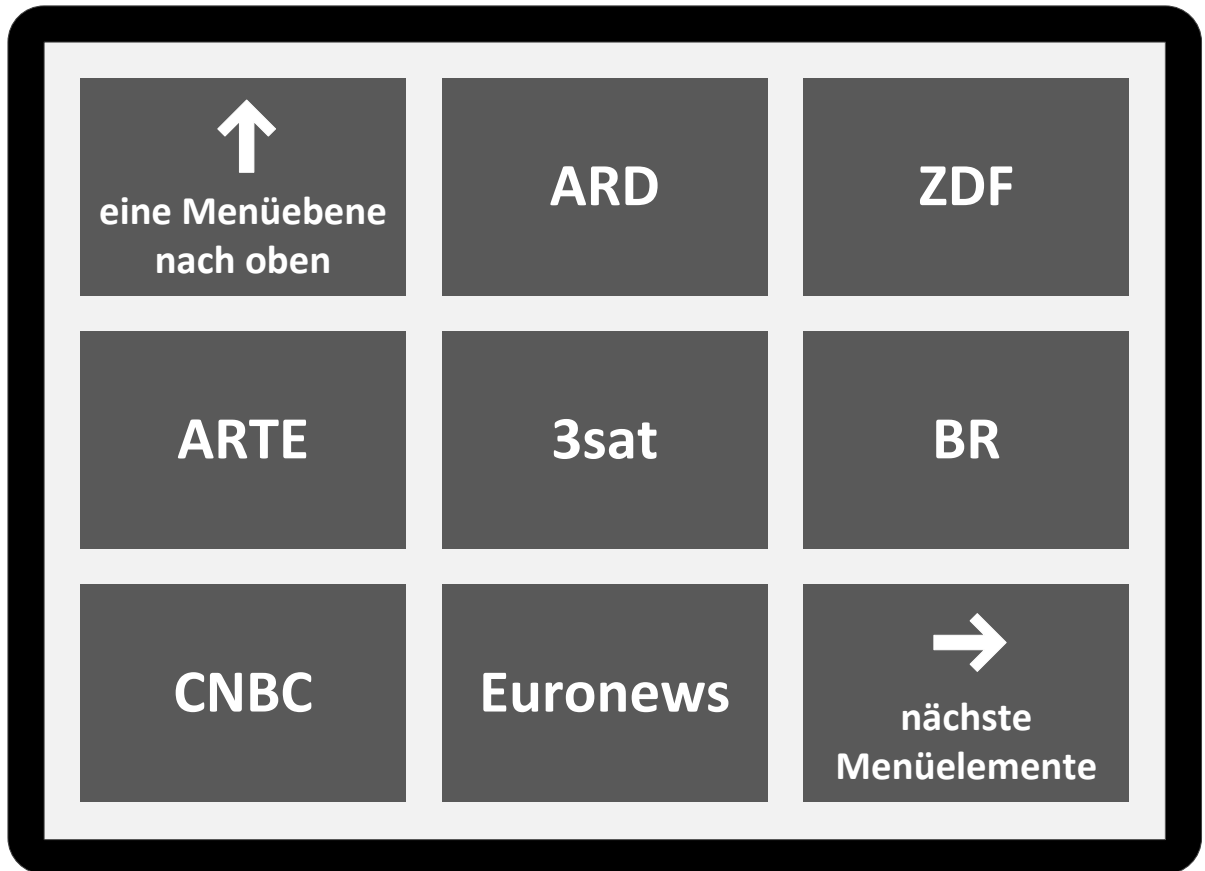 eine Menüebene
nach oben
ARD
ZDF
ARTE
3sat
BR
CNBC
Euronews
nächste
Menüelemente